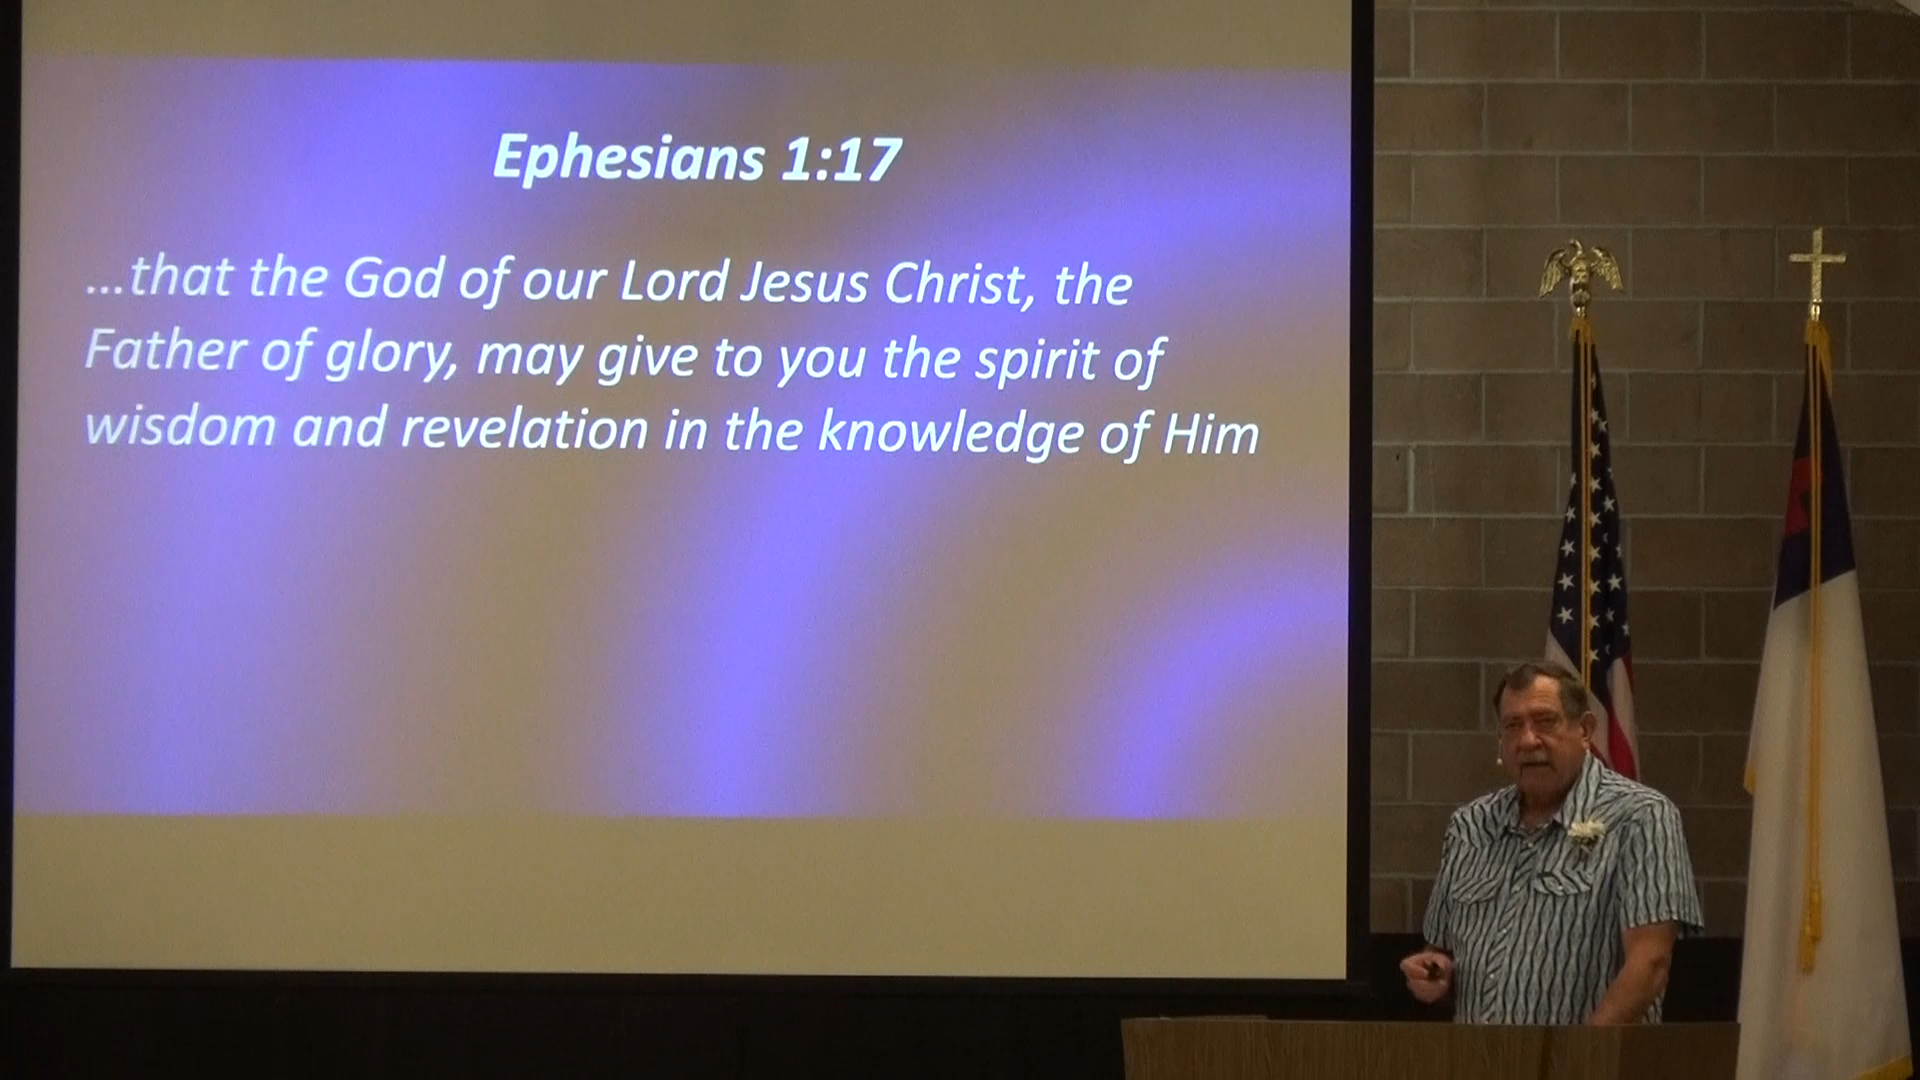 Ephesians 1:17
...that the God of our Lord Jesus Christ, the
Father of glory, may give to you the spirit of
wisdom and revelation in the knowledge of Him